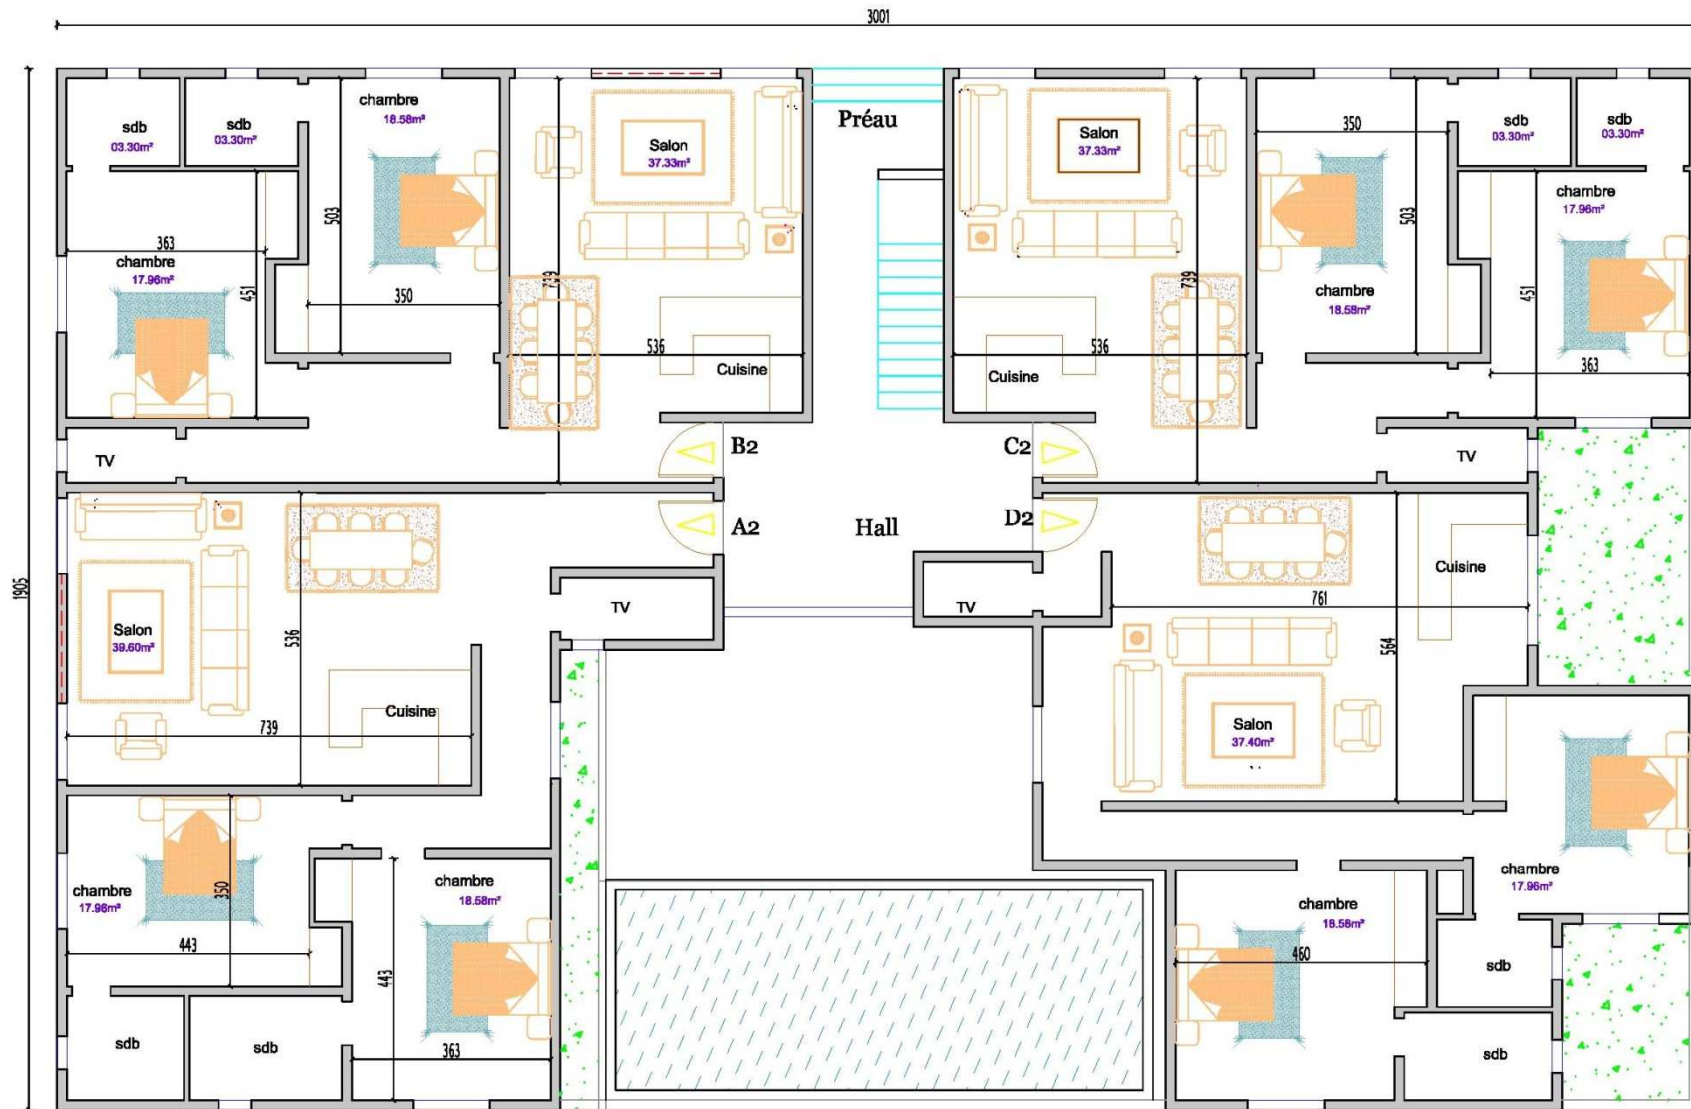 3001
1905
sdb
03.30m²
sdb
03.30m²
chambre
18.58m²
503
350
363
chambre
17.96m²
451
Salon
37.33m²
739
536
Cuisine
TV
B2
Préau
Salon
37.33m²
739
536
Cuisine
C2
350
503
chambre
18.58m²
sdb
03.30m²
sdb
03.30m²
chambre
17.96m²
451
363
TV
A2
Hall
D2
Salon
39.60m²
536
739
Cuisine
TV
chambre
17.96m²
350
443
chambre
18.58m²
443
363
sdb
sdb
TV
761
564
Cuisine
Salon
37.40m²
chambre
17.96m²
chambre
18.58m²
460
sdb
sdb